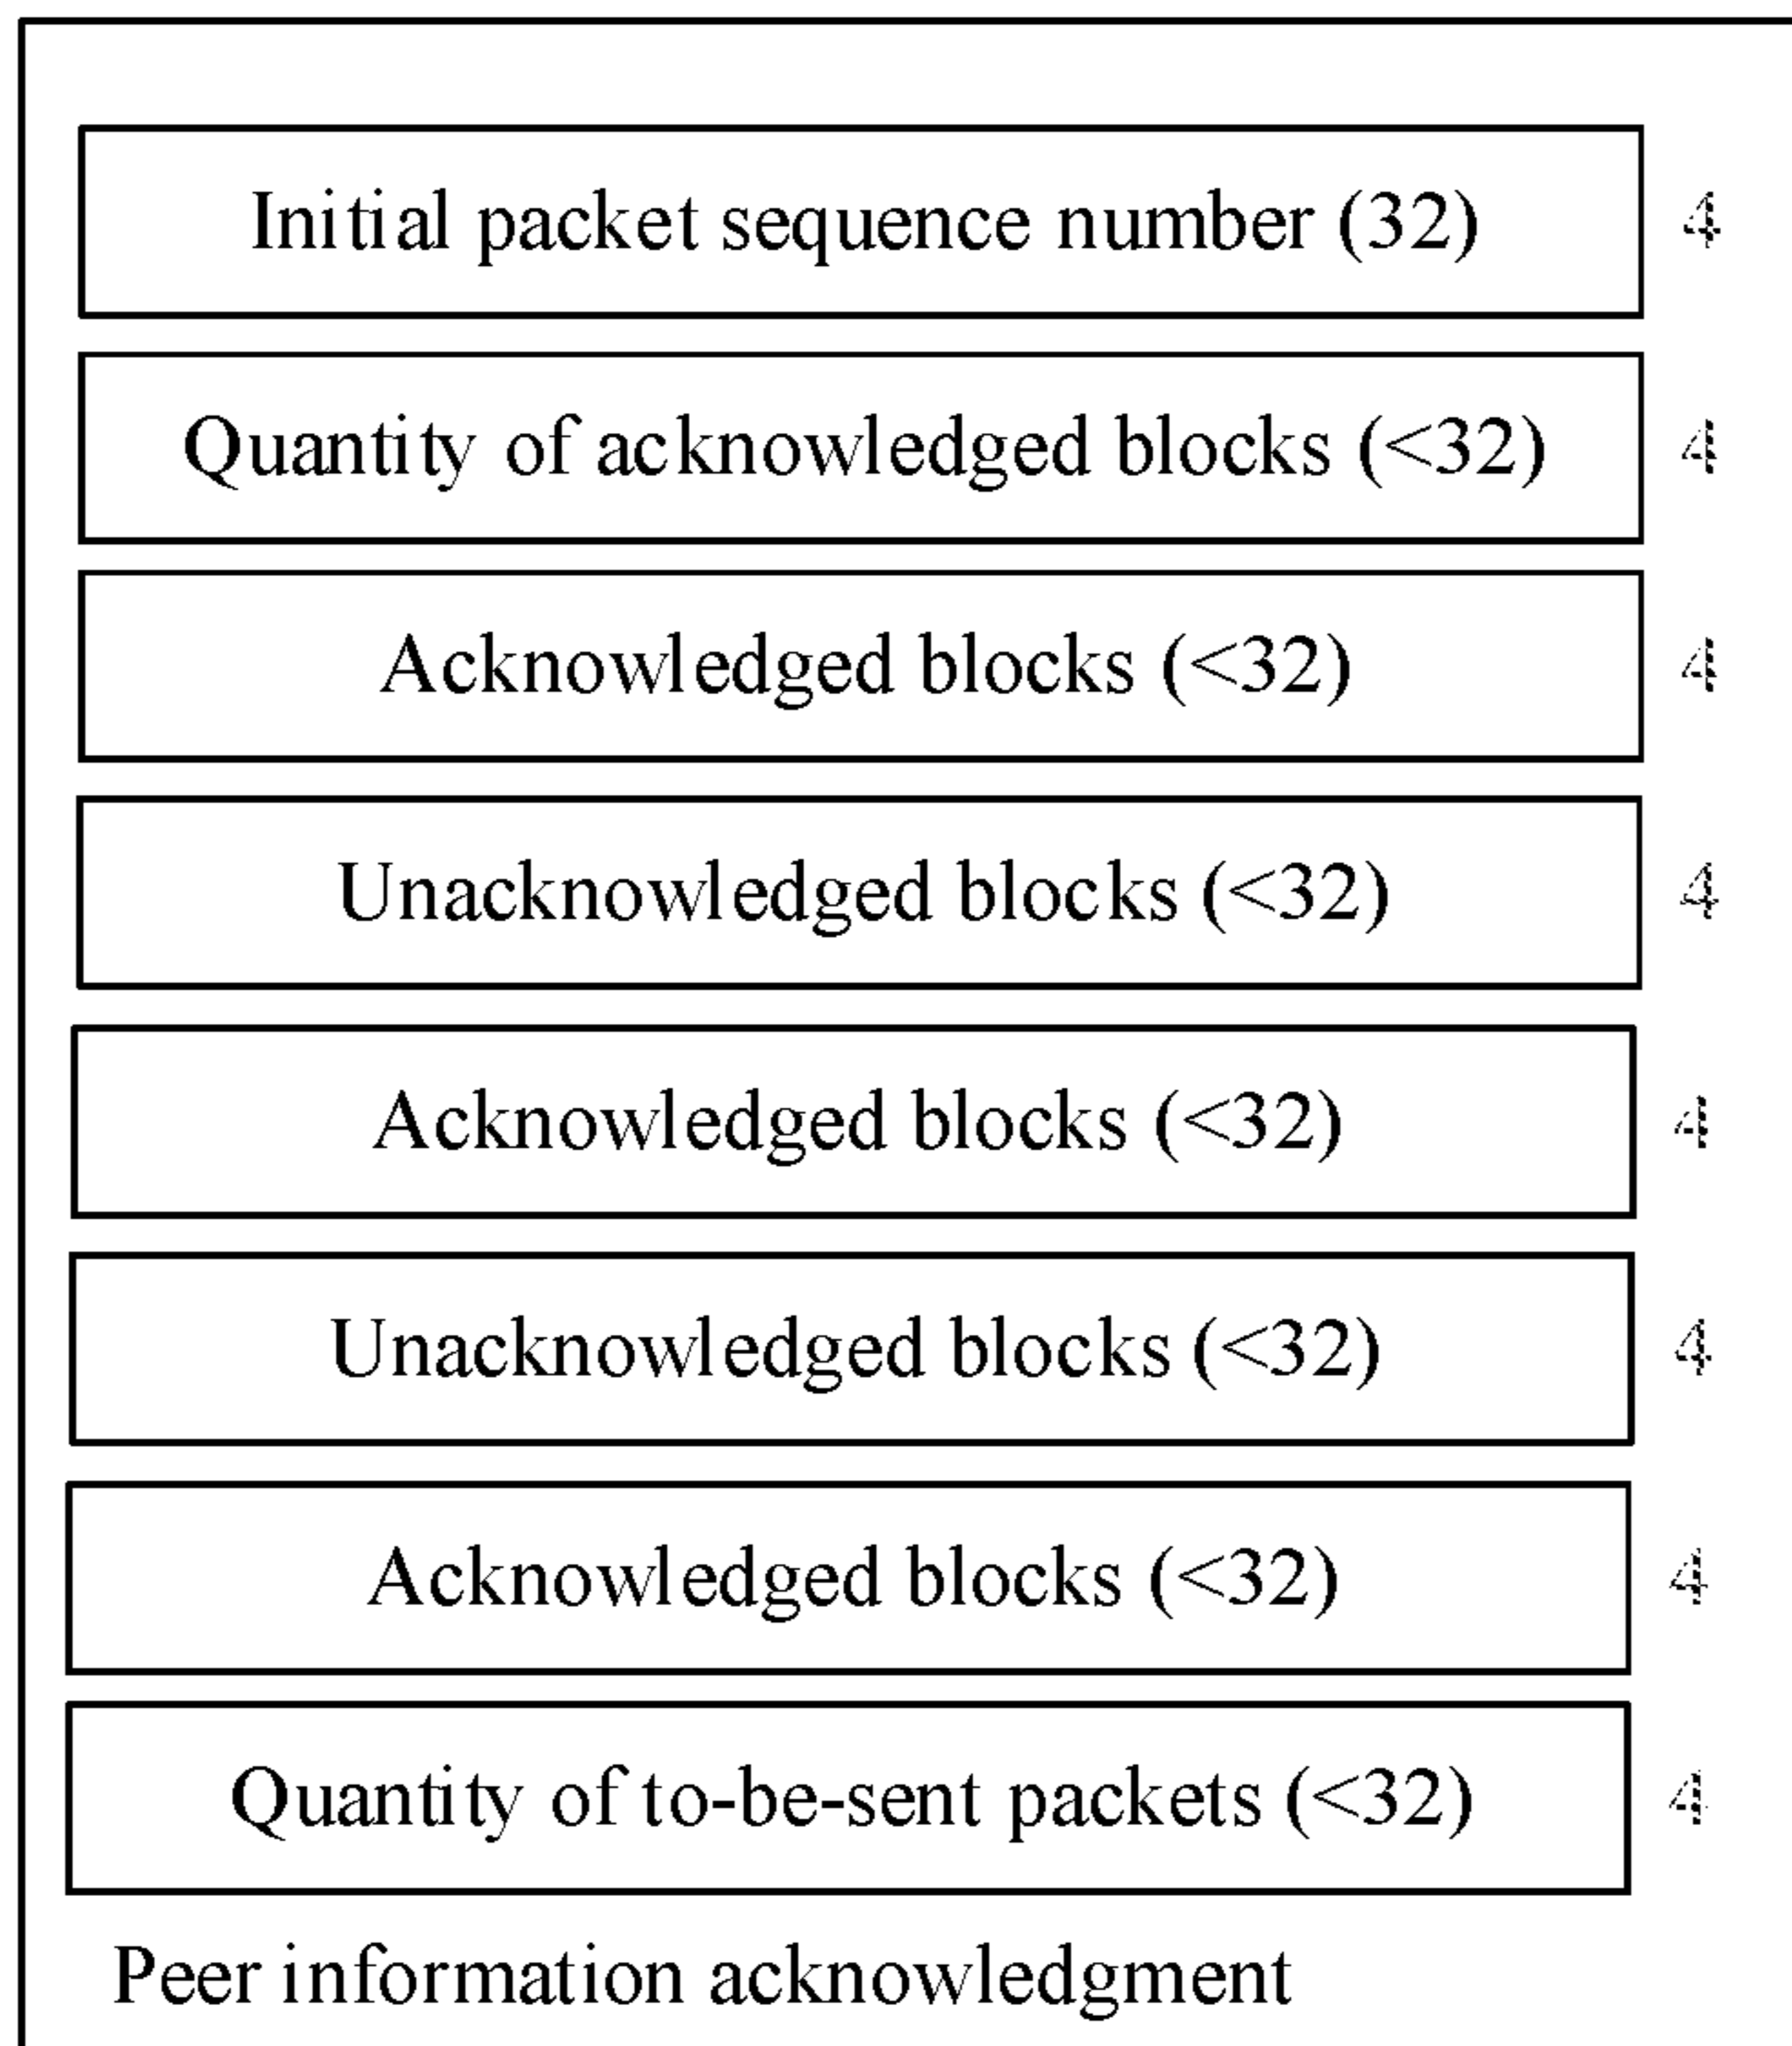 Initial packet sequence number (32) 4
Quantity of acknowledged blocks (<32) 4
Acknowledged blocks (<32) 4
Unacknowledged blocks (<32) 4
Acknowledged blocks (<32) 4
Unacknowledged blocks (<32) 4
Acknowledged blocks (<32) 4
Quantity of to-be-sent packets (<32) 4
Peer information acknowledgment